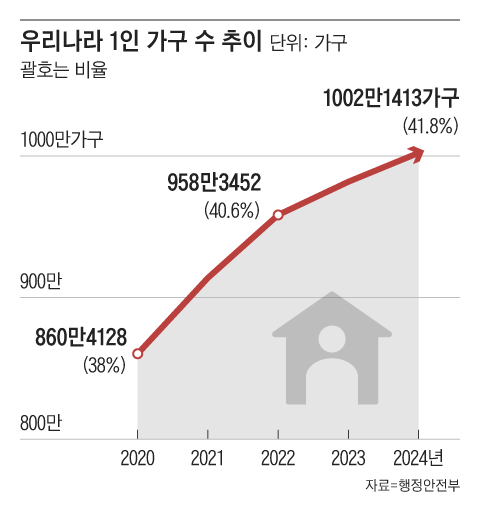 우리나라 1인 가구 수 추이 단위: 가구
괄호는 비율
1002만1413가구
(41.8%)
1000만가구
958만3452
(40.6%)
900만
860만4128
(38%)
800만
2020 2021 2022 2023 2024년
자료=행정안전부